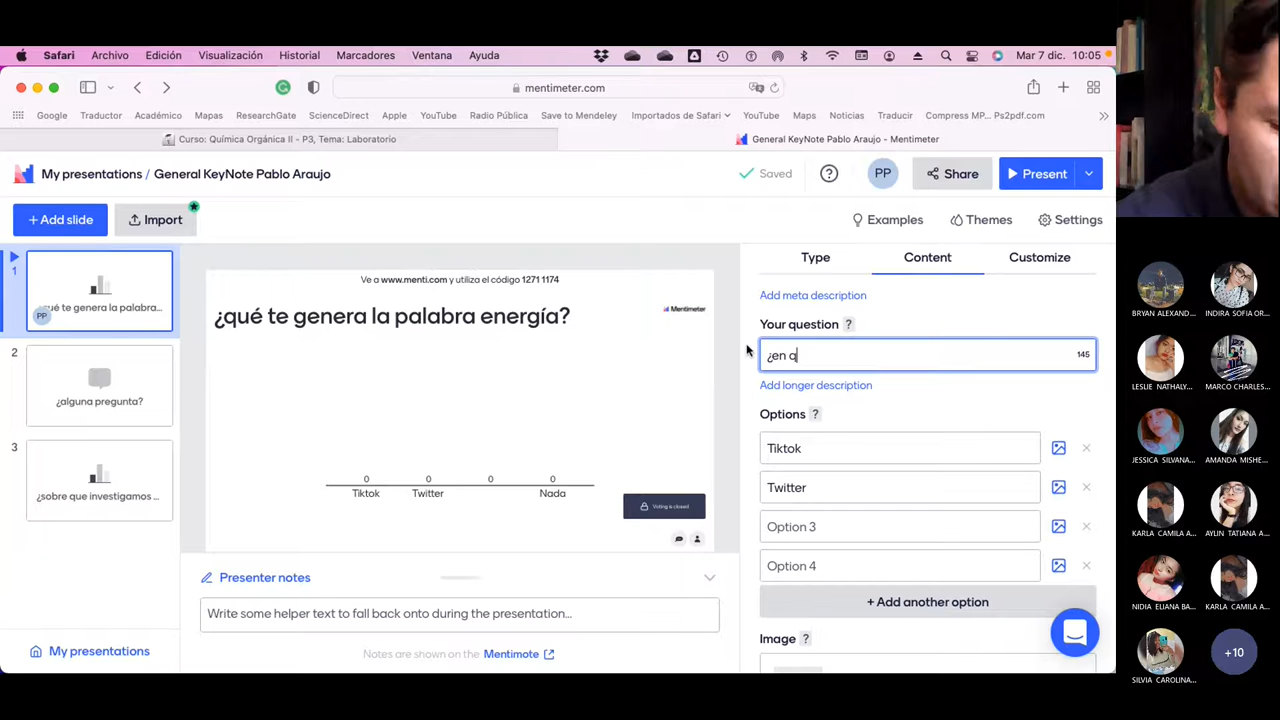 Safari Archivo Edición Visualización Historial Marcadores Ventana Ayuda Mar 7 dic. 10:05
mentimeter.com
Google Traductor Académico Mapas ResearchGate ScienceDirect Apple YouTube Radio Pública Save to Mendeley Importados de Safari YouTube Maps Noticias Traducir Compress MP... Ps2pdf.com
Curso: Química Orgánica II - P3, Tema: Laboratorio
General KeyNote Pablo Araujo - Mentimeter
My presentations / General KeyNote Pablo Araujo
Saved
?
PP
Share
Present
+ Add slide
Import
Examples
Themes
Settings
1
PP
¿qué te genera la palabra...
2
¿alguna pregunta?
3
¿sobre que investigamos ...
My presentations
Ve a www.menti.com y utiliza el código 1271 1174
¿qué te genera la palabra energía?
Mentimeter
0 0 0 0
Tiktok Twitter Nada
Voting is closed
Presenter notes
Write some helper text to fall back onto during the presentation...
Notes are shown on the Mentimote
Type Content Customize
Add meta description
Your question ?
¿en q
145
Add longer description
Options ?
Tiktok
Twitter
Option 3
Option 4
+ Add another option
Image ?
BRYAN ALEXAND...
INDIRA SOFIA OR...
LESLIE NATHALY...
MARCO CHARLES...
JESSICA SILVANA...
AMANDA MISHE...
KARLA CAMILA A...
AYLIN TATIANA A...
NIDIA ELIANA BA...
KARLA CAMILA A...
SILVIA CAROLINA...
+10